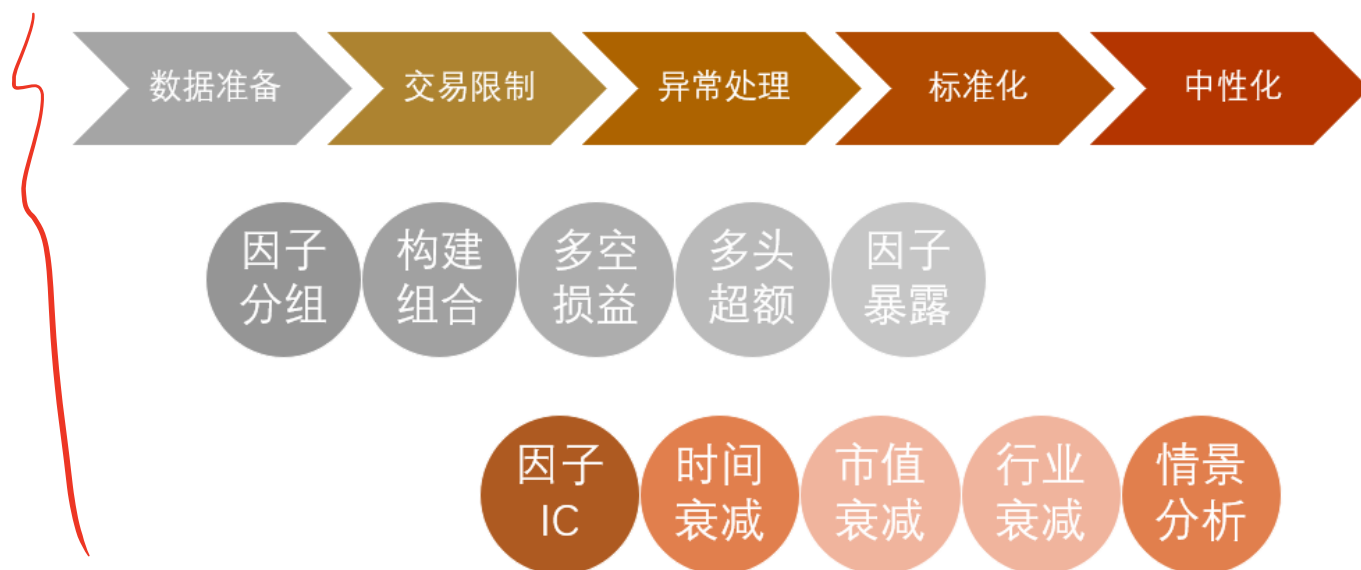 数据准备 交易限制 异常处理 标准化 中性化
因子 构建 多空 多头 因子
分组 组合 损益 超额 暴露
因子 时间 市值 行业 情景
IC 衰减 衰减 衰减 分析